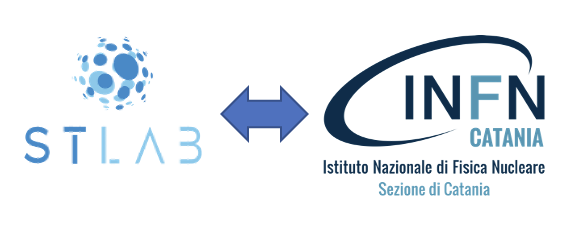 STLAB
INFN
CATANIA
Istituto Nazionale di Fisica Nucleare
Sezione di Catania